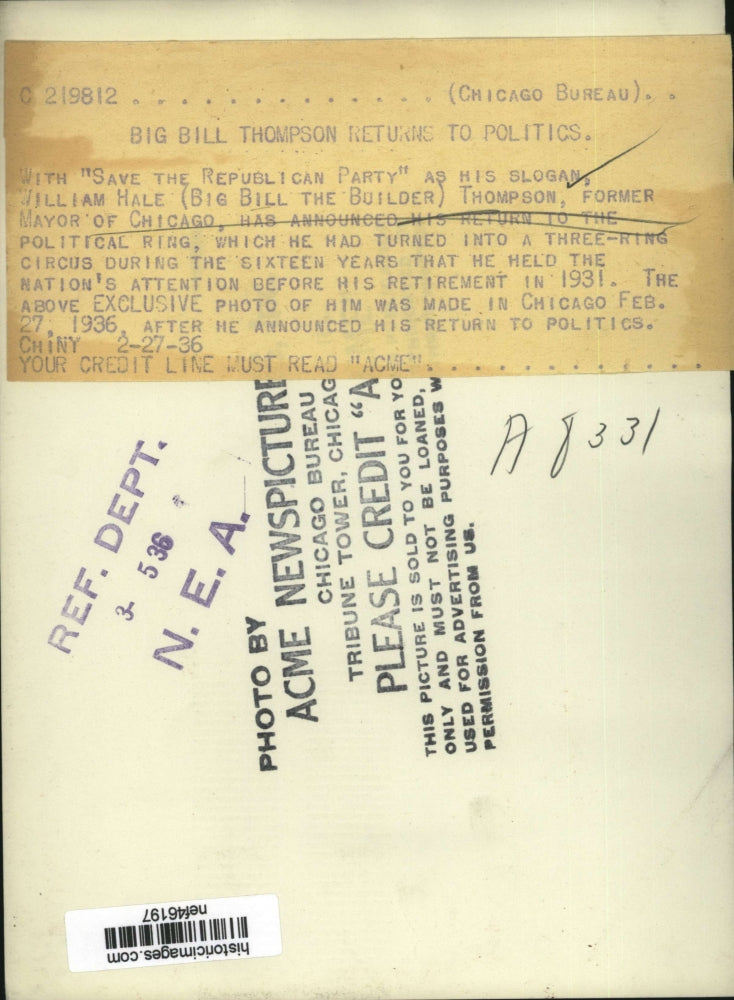 C 219812 . . . . . . . . . . . . . (CHICAGO BUREAU). .
BIG BILL THOMPSON RETURNS TO POLITICS.
WITH "SAVE THE REPUBLICAN PARTY" AS HIS SLOGAN,
WILLIAM HALE (BIG BILL THE BUILDER) THOMPSON, FORMER
MAYOR OF CHICAGO, HAS ANNOUNCED HIS RETURN TO THE
POLITICAL RING, WHICH HE HAD TURNED INTO A THREE-RING
CIRCUS DURING THE SIXTEEN YEARS THAT HE HELD THE
NATION'S ATTENTION BEFORE HIS RETIREMENT IN 1931. THE
ABOVE EXCLUSIVE PHOTO OF HIM WAS MADE IN CHICAGO FEB.
27, 1936, AFTER HE ANNOUNCED HIS RETURN TO POLITICS.
CHINY 2-27-36
YOUR CREDIT LINE MUST READ "ACME". . . . . . . . . . . .
A 8331
REF. DEPT.
3- 536
N. E. A.
PHOTO BY
ACME NEWSPICTURE
CHICAGO BUREAU
TRIBUNE TOWER, CHICAG
PLEASE CREDIT "A
THIS PICTURE IS SOLD TO YOU FOR YO
ONLY AND MUST NOT BE LOANED,
USED FOR ADVERTISING PURPOSES W
PERMISSION FROM US.
historicimages.com
nef46197